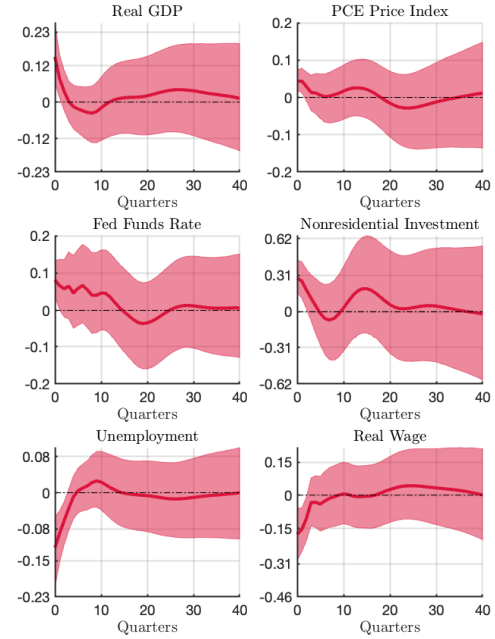 Real GDP
0.23
0.12
0
-0.12
-0.23
0 10 20 30 40
Quarters
PCE Price Index
0.2
0.1
0
-0.1
-0.2
0 10 20 30 40
Quarters
Fed Funds Rate
0.2
0.1
0
-0.1
-0.2
0 10 20 30 40
Quarters
Nonresidential Investment
0.62
0.31
0
-0.31
-0.62
0 10 20 30 40
Quarters
Unemployment
0.08
0
-0.08
-0.15
-0.23
0 10 20 30 40
Quarters
Real Wage
0.15
0
-0.15
-0.31
-0.46
0 10 20 30 40
Quarters